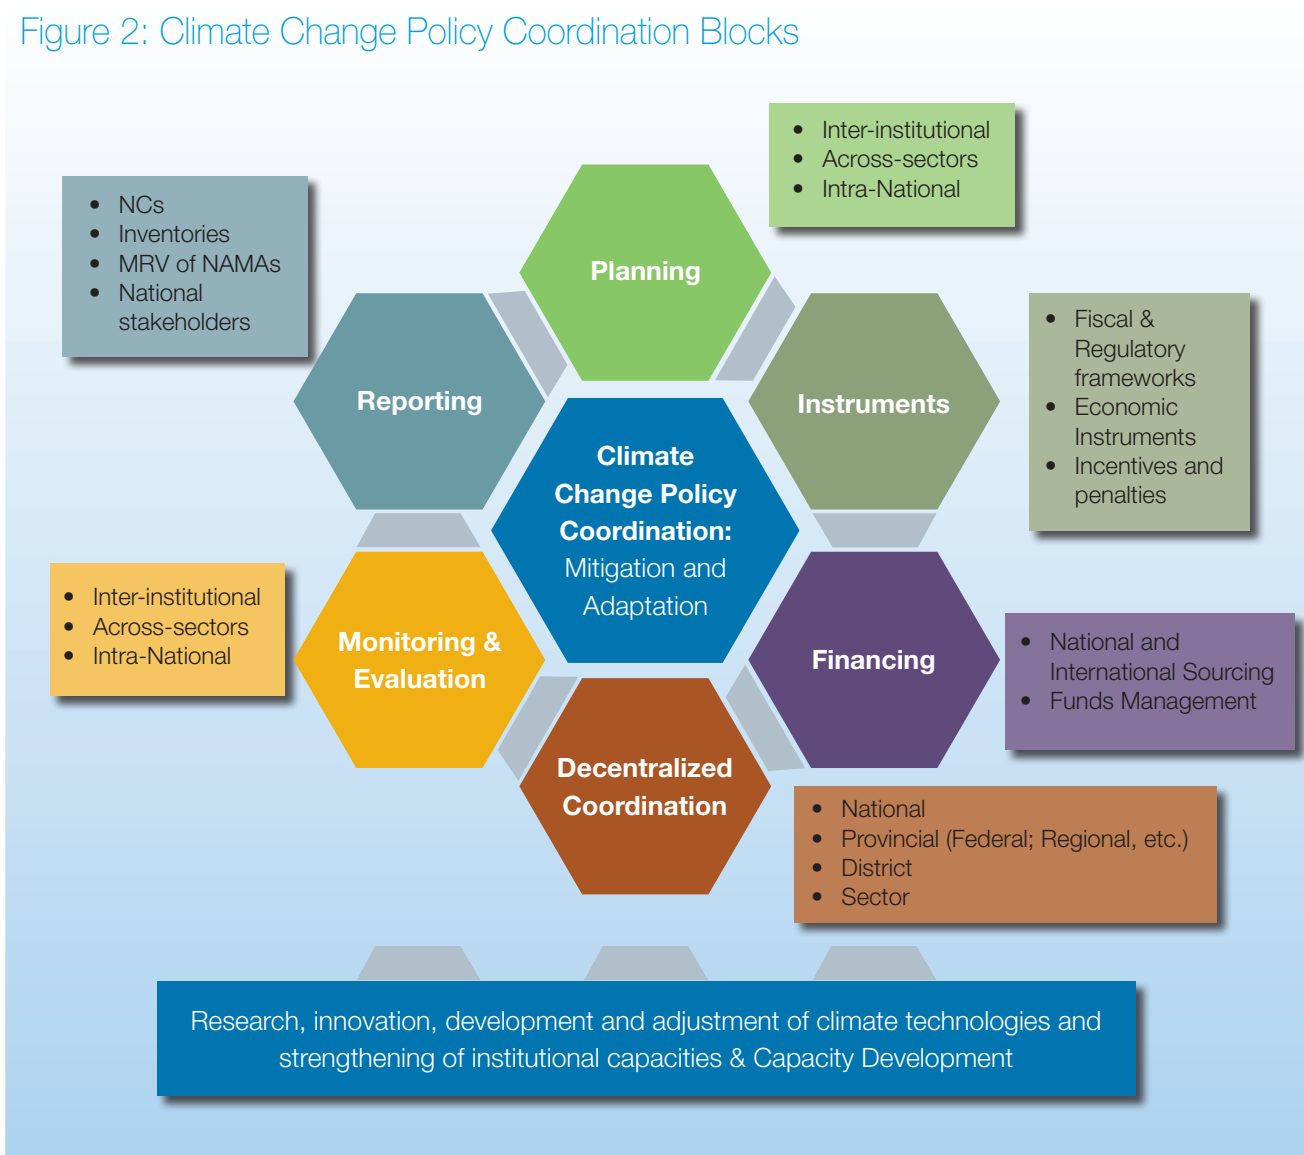 Figure 2: Climate Change Policy Coordination Blocks
• Inter-institutional
• Across-sectors
• Intra-National
Planning
• NCs
• Inventories
• MRV of NAMAs
• National
stakeholders
Reporting
Instruments
• Fiscal &
Regulatory
frameworks
• Economic
Instruments
• Incentives and
penalties
Climate
Change Policy
Coordination:
Mitigation and
Adaptation
• Inter-institutional
• Across-sectors
• Intra-National
Monitoring &
Evaluation
Financing
• National and
International Sourcing
• Funds Management
Decentralized
Coordination
• National
• Provincial (Federal; Regional, etc.)
• District
• Sector
Research, innovation, development and adjustment of climate technologies and
strengthening of institutional capacities & Capacity Development